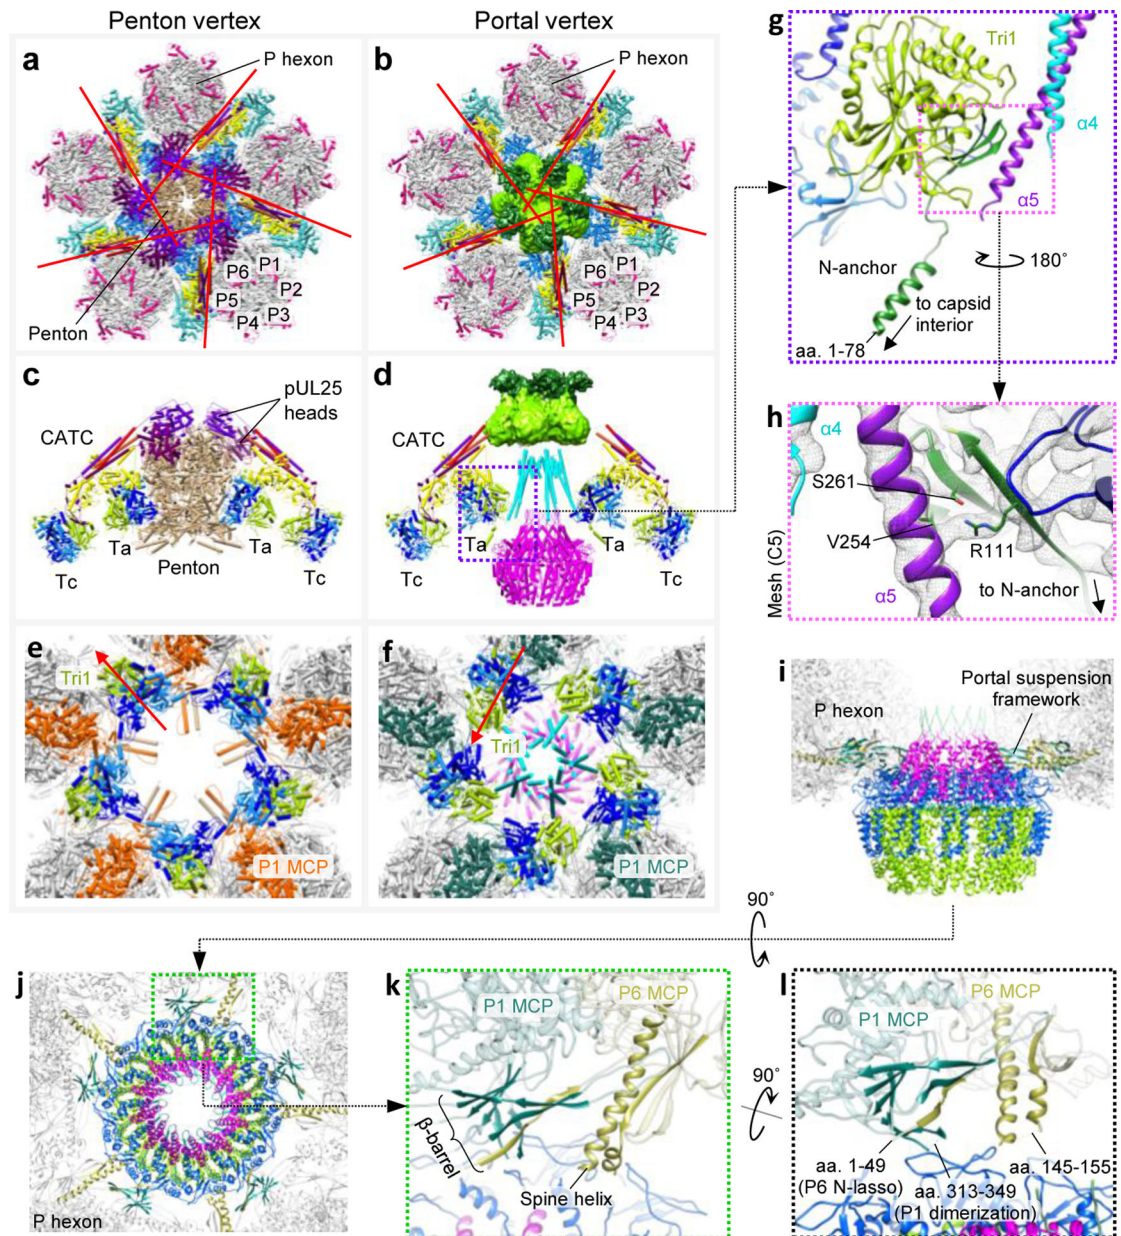 Penton vertex
Portal vertex
a
P hexon
P6
P1
P2
P5
P3
P4
Penton
b
P hexon
P6
P1
P2
P5
P3
P4
c
pUL25
heads
CATC
Ta
Ta
Tc
Penton
Tc
d
CATC
Ta
Ta
Tc
Tc
e
Tri1
P1 MCP
f
Tri1
P1 MCP
g
Tri1
α4
α5
N-anchor
180°
to capsid
interior
aa. 1-78
h
α4
S261
V254
R111
α5
to N-anchor
Mesh (C5)
i
Portal suspension
framework
P hexon
90°
j
P hexon
k
P1 MCP
P6 MCP
β-barrel
Spine helix
90°
l
P6 MCP
P1 MCP
aa. 1-49
(P6 N-lasso)
aa. 313-349
(P1 dimerization)
aa. 145-155